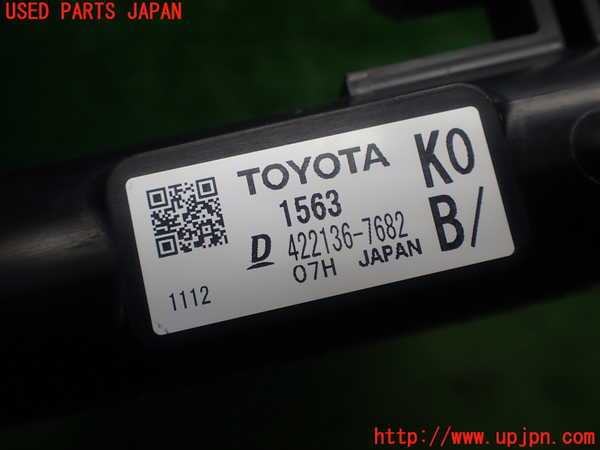 USED PARTS JAPAN
TOYOTA
K0
1563
B/
D 422136-7682
07H JAPAN
1112
http://www.upjpn.com/